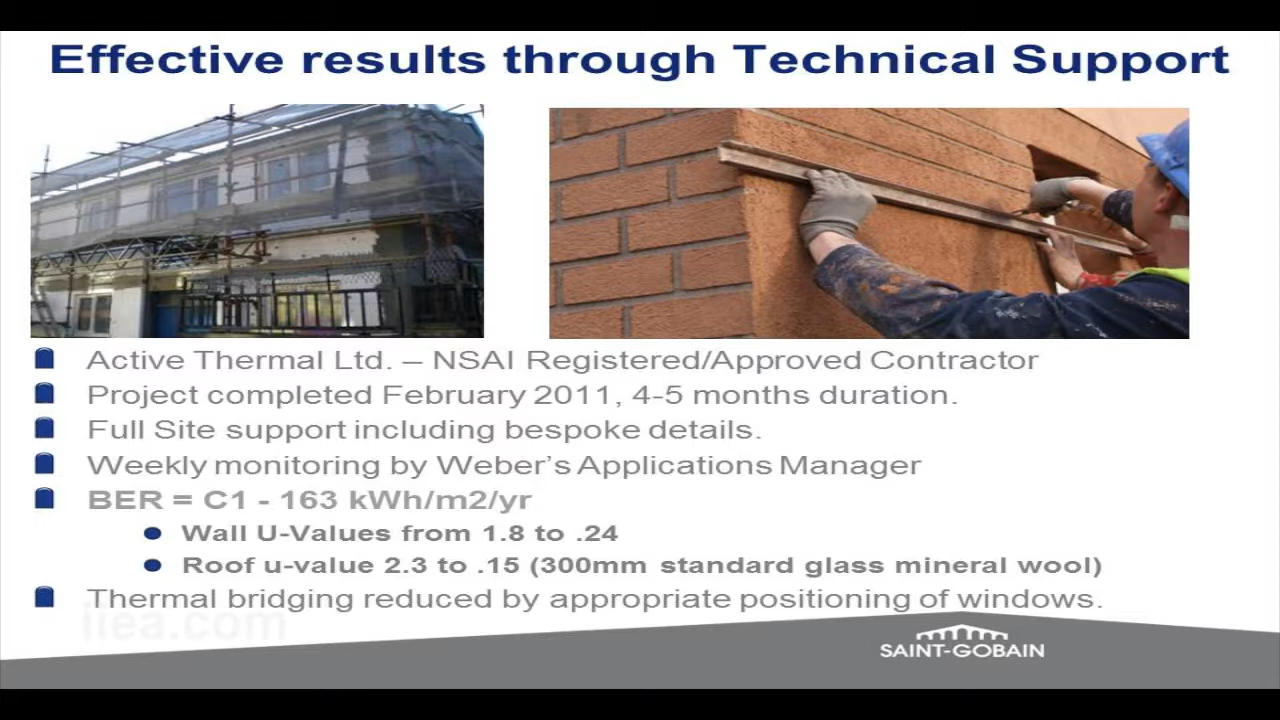 Effective results through Technical Support
Active Thermal Ltd. – NSAI Registered/Approved Contractor
Project completed February 2011, 4-5 months duration.
Full Site support including bespoke details.
Weekly monitoring by Weber’s Applications Manager
BER = C1 - 163 kWh/m2/yr
Wall U-Values from 1.8 to .24
Roof u-value 2.3 to .15 (300mm standard glass mineral wool)
Thermal bridging reduced by appropriate positioning of windows.
iiea.com
SAINT-GOBAIN